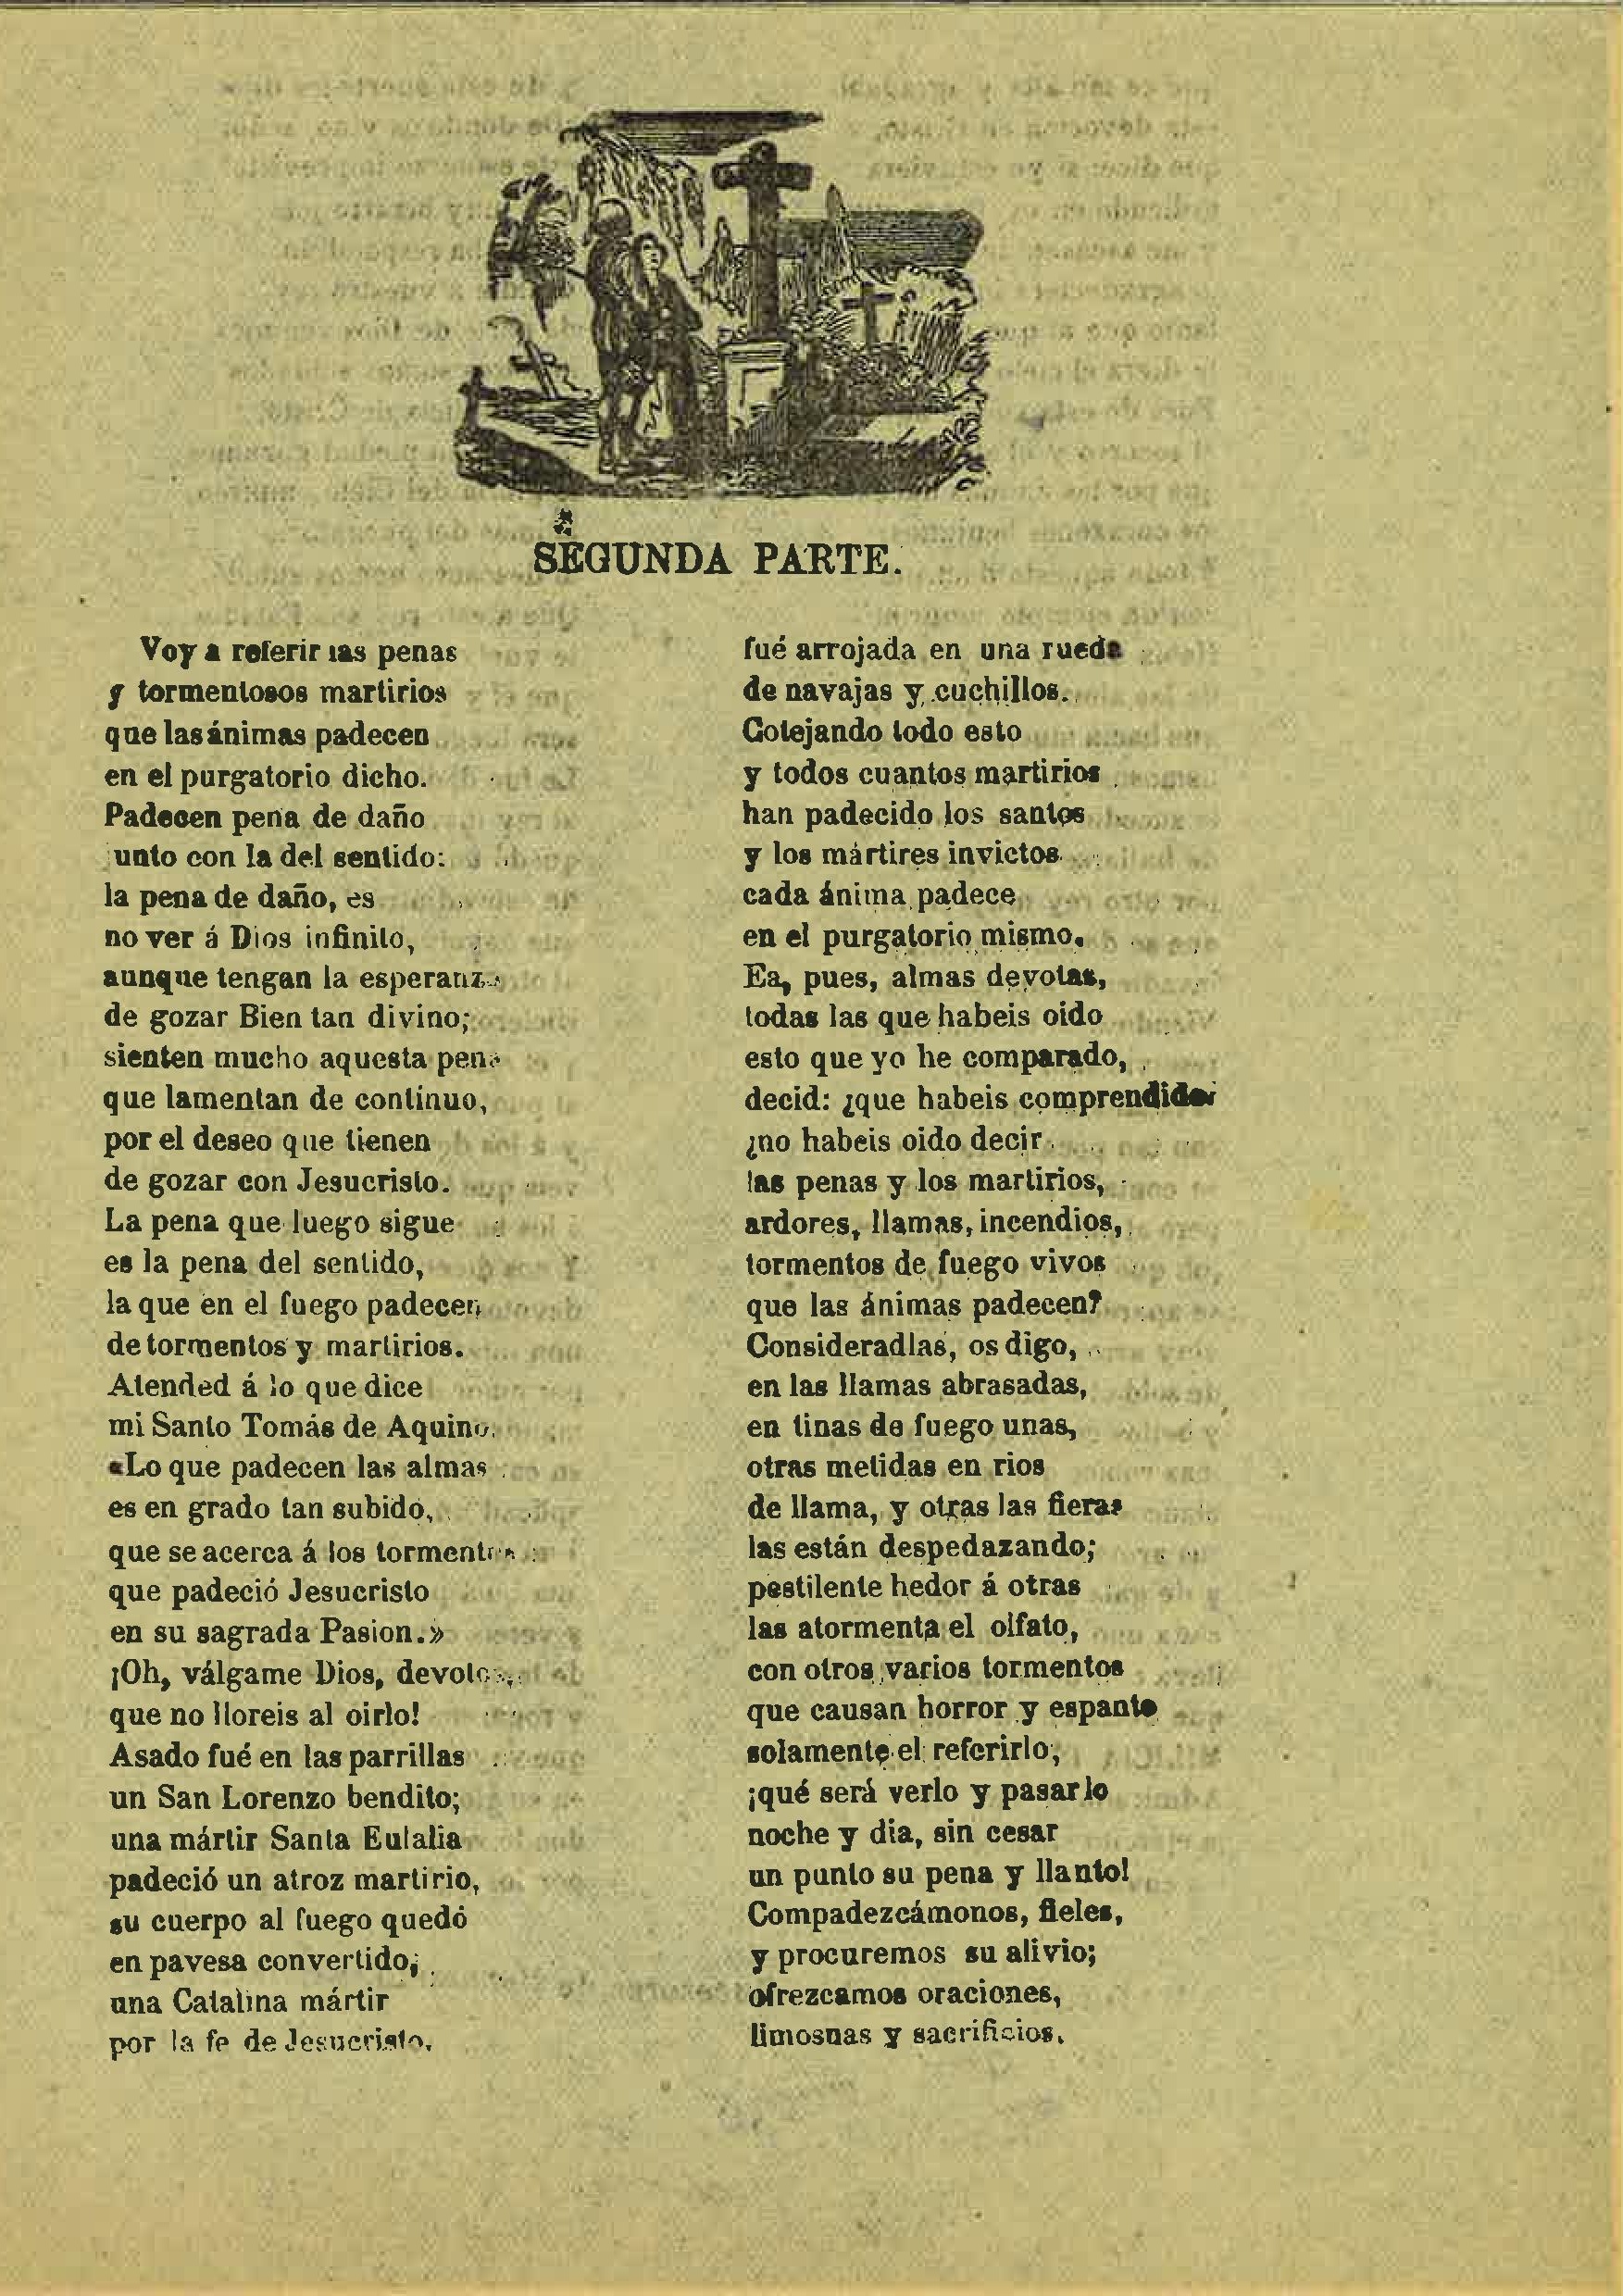 SEGUNDA PARTE.
Voy a referir las penas
y tormentosos martirios
que las ánimas padecen
en el purgatorio dicho.
Padecen pena de daño
junto con la del sentido:
la pena de daño, es
no ver á Dios infinito,
aunque tengan la esperanza
de gozar Bien tan divino;
sienten mucho aquesta pena
que lamentan de continuo,
por el deseo que tienen
de gozar con Jesucristo.
La pena que luego sigue
es la pena del sentido,
la que en el fuego padecen
de tormentos y martirios.
Atended á lo que dice
mi Santo Tomás de Aquino.
«Lo que padecen las almas
es en grado tan subido,
que se acerca á los tormentos
que padeció Jesucristo
en su sagrada Pasion.»
¡Oh, válgame Dios, devotos,
que no lloreis al oirlo!
Asado fué en las parrillas
un San Lorenzo bendito;
una mártir Santa Eulalia
padeció un atroz martirio,
su cuerpo al fuego quedó
en pavesa convertido;
una Catalina mártir
por la fe de Jesucristo,
fué arrojada en una rueda
de navajas y cuchillos.
Cotejando todo esto
y todos cuantos martirios
han padecido los santos
y los mártires invictos
cada ánima padece
en el purgatorio mismo.
Ea, pues, almas devotas,
todas las que habeis oido
esto que yo he comparado,
decid: ¿que habeis comprendido?
¿no habeis oido decir
las penas y los martirios,
ardores, llamas, incendios,
tormentos de fuego vivos
que las ánimas padecen?
Consideradlas, os digo,
en las llamas abrasadas,
en tinas de fuego unas,
otras metidas en rios
de llama, y otras las fieras
las están despedazando;
pestilente hedor á otras
las atormenta el olfato,
con otros varios tormentos
que causan horror y espanto
solamente el referirlo;
¡qué será verlo y pasarlo
noche y dia, sin cesar
un punto su pena y llanto!
Compadezcámonos, fieles,
y procuremos su alivio;
ofrezcamos oraciones,
limosnas y sacrificios.